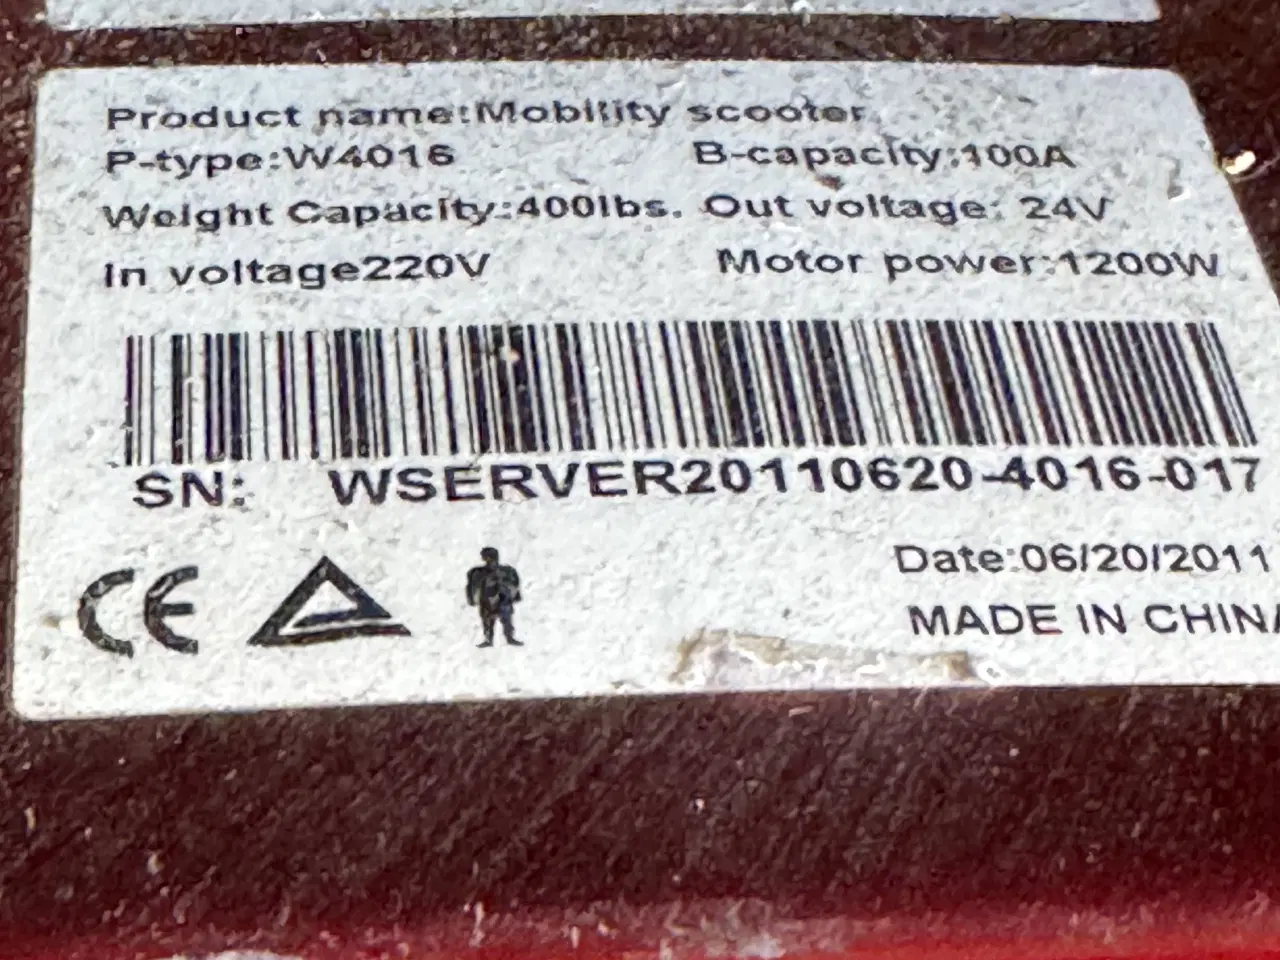 Product name:Mobility scooter
P-type:W4016 B-capacity:100A
Weight Capacity:400lbs. Out voltage: 24V
In voltage220V Motor power:1200W
SN: WSERVER20110620-4016-017
CE
Date:06/20/2011
MADE IN CHINA